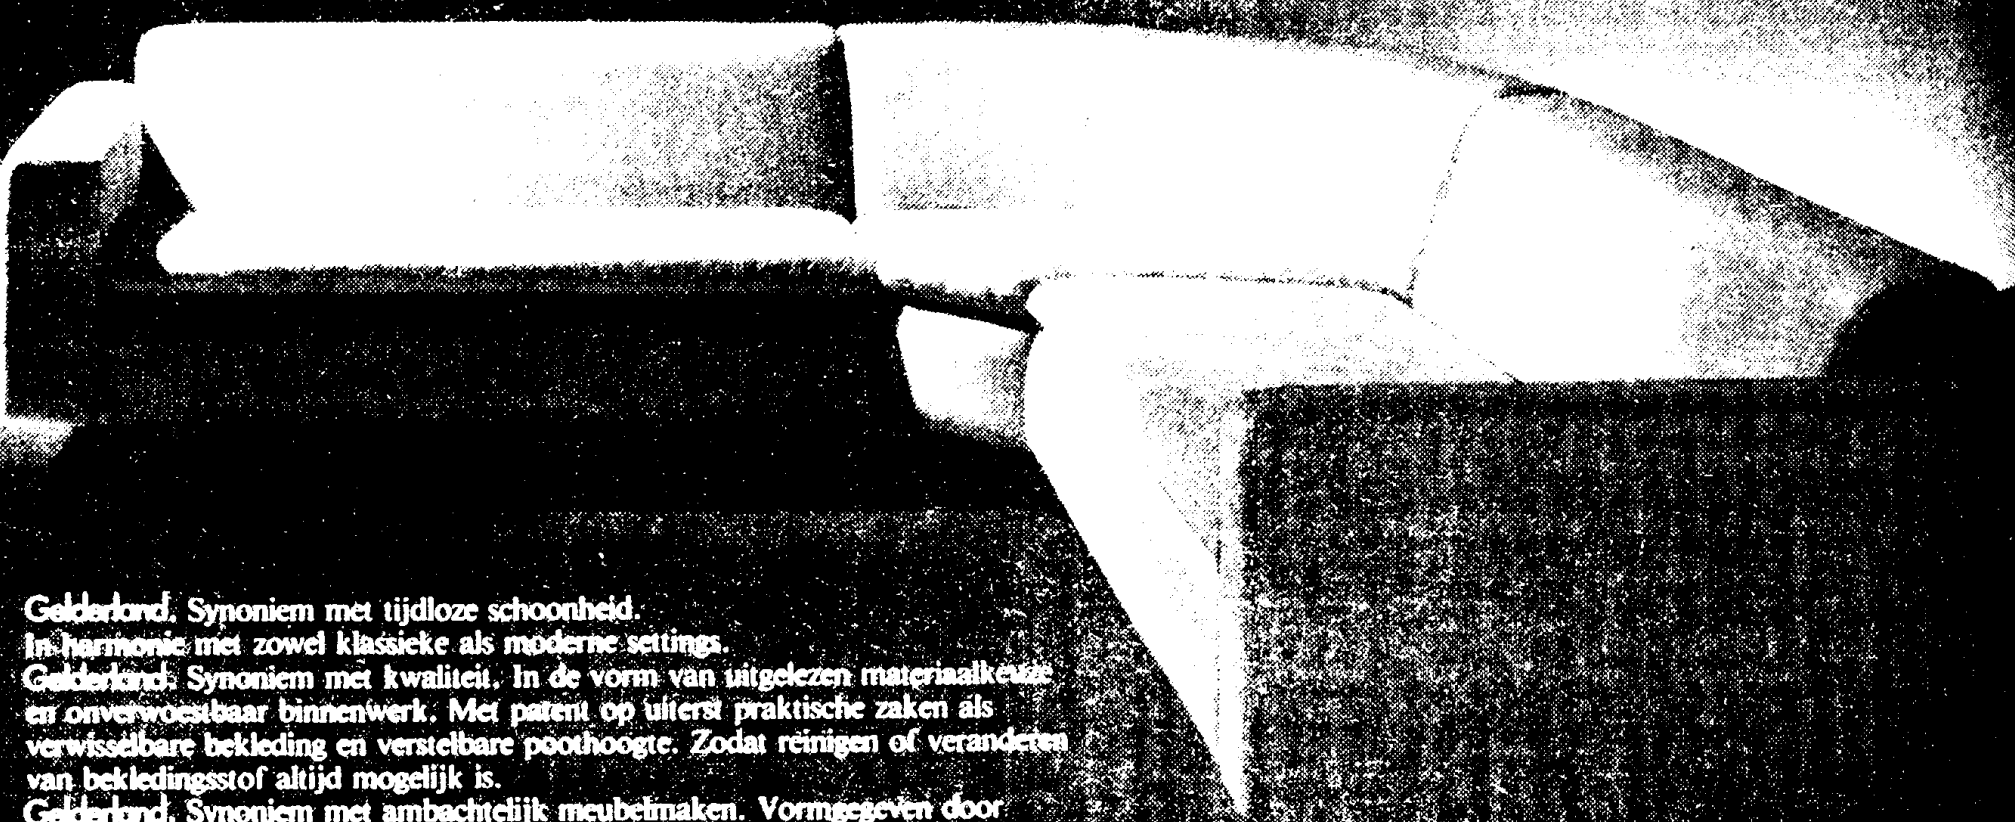 Gelderland. Synoniem met tijdloze schoonheid.
In harmonie met zowel klassieke als moderne settings.
Gelderland. Synoniem met kwaliteit. In de vorm van uitgelezen materiaalkeuze
en onverwoestbaar binnenwerk. Met patent op uiterst praktische zaken als
verwisselbare bekleding en verstelbare poothoogte. Zodat reinigen of veranderen
van bekledingsstof altijd mogelijk is.
Gelderland. Synoniem met ambachtelijk meubelmaken. Vormgegeven door